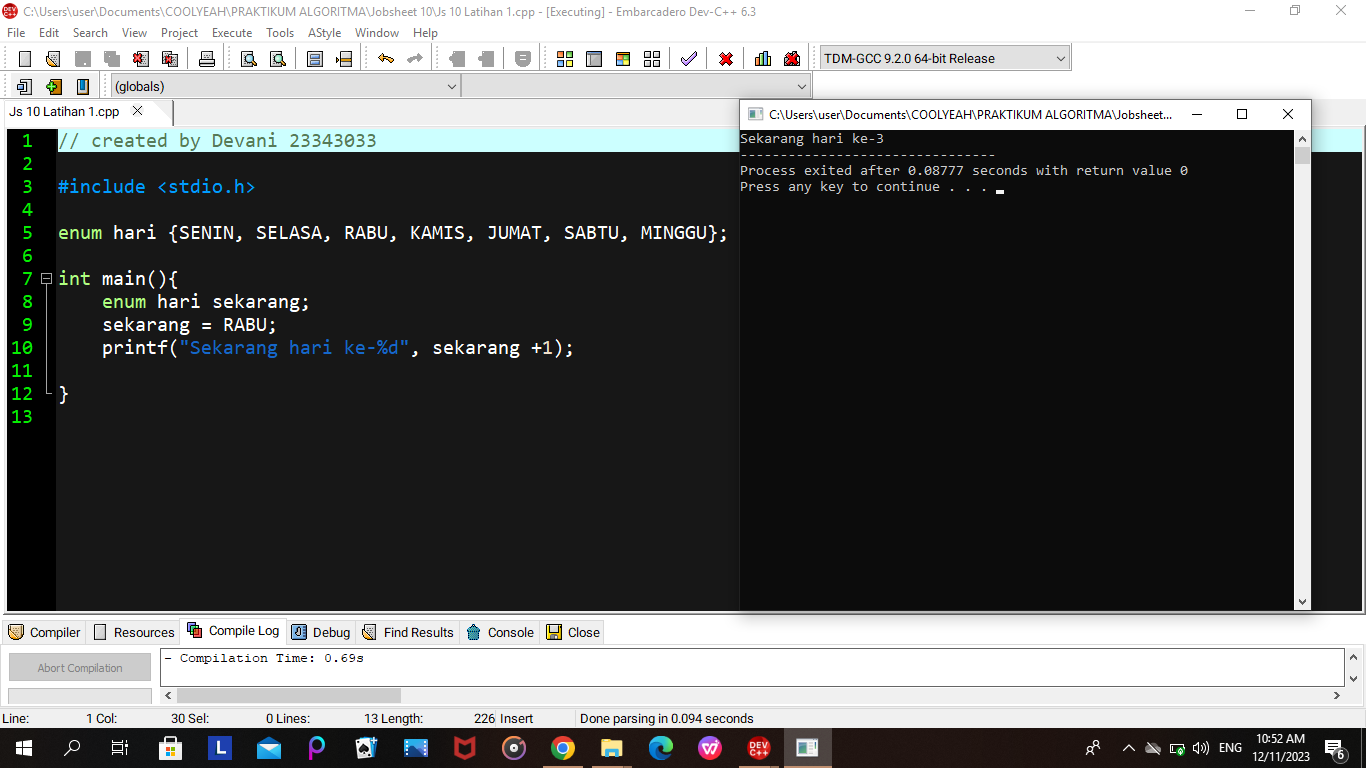 C:\Users\user\Documents\COOLYEAH\PRAKTIKUM ALGORITMA\Jobsheet 10\Js 10 Latihan 1.cpp - [Executing] - Embarcadero Dev-C++ 6.3
File Edit Search View Project Execute Tools AStyle Window Help
TDM-GCC 9.2.0 64-bit Release
(globals)
Js 10 Latihan 1.cpp
1 // created by Devani 23343033
2
3 #include <stdio.h>
4
5 enum hari {SENIN, SELASA, RABU, KAMIS, JUMAT, SABTU, MINGGU};
6
7 int main(){
8 enum hari sekarang;
9 sekarang = RABU;
10 printf("Sekarang hari ke-%d", sekarang +1);
11
12 }
13
C:\Users\user\Documents\COOLYEAH\PRAKTIKUM ALGORITMA\Jobsheet...
Sekarang hari ke-3
--------------------------------
Process exited after 0.08777 seconds with return value 0
Press any key to continue . . .
Compiler Resources Compile Log Debug Find Results Console Close
Abort Compilation
- Compilation Time: 0.69s
Line: 1 Col: 30 Sel: 0 Lines: 13 Length: 226 Insert Done parsing in 0.094 seconds
L
DEV C++
ENG
10:52 AM
12/11/2023
6